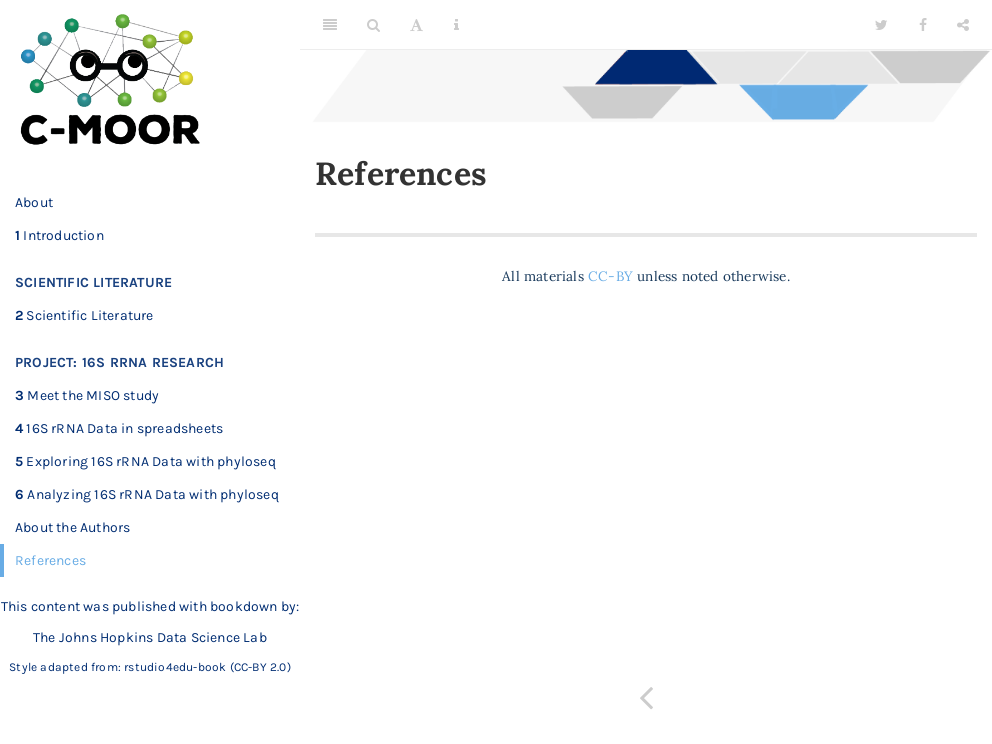 C-MOOR
About
1 Introduction
SCIENTIFIC LITERATURE
2 Scientific Literature
PROJECT: 16S RRNA RESEARCH
3 Meet the MISO study
4 16S rRNA Data in spreadsheets
5 Exploring 16S rRNA Data with phyloseq
6 Analyzing 16S rRNA Data with phyloseq
About the Authors
References
This content was published with bookdown by:
The Johns Hopkins Data Science Lab
Style adapted from: rstudio4edu-book (CC-BY 2.0)
A
References
All materials CC-BY unless noted otherwise.